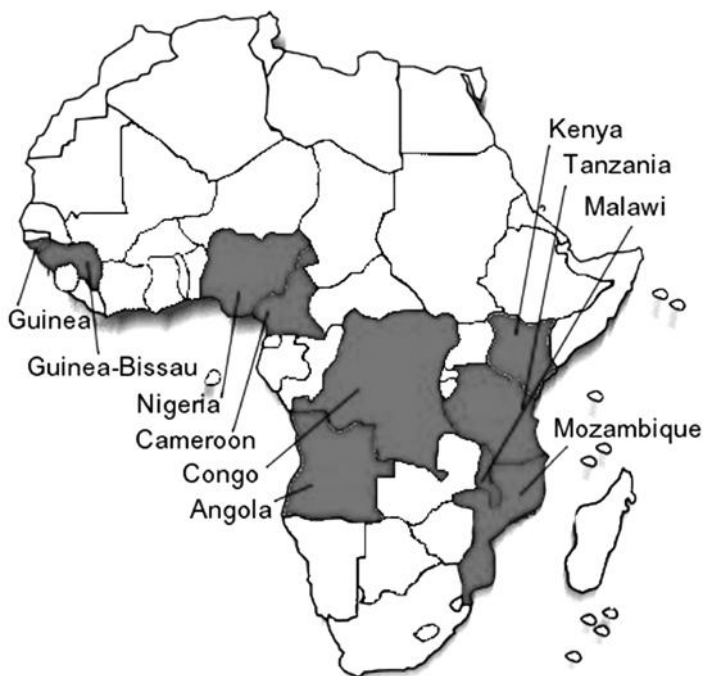 Kenya
Tanzania
Malawi
Guinea
Guinea-Bissau
Nigeria
Cameroon
Mozambique
Congo
Angola